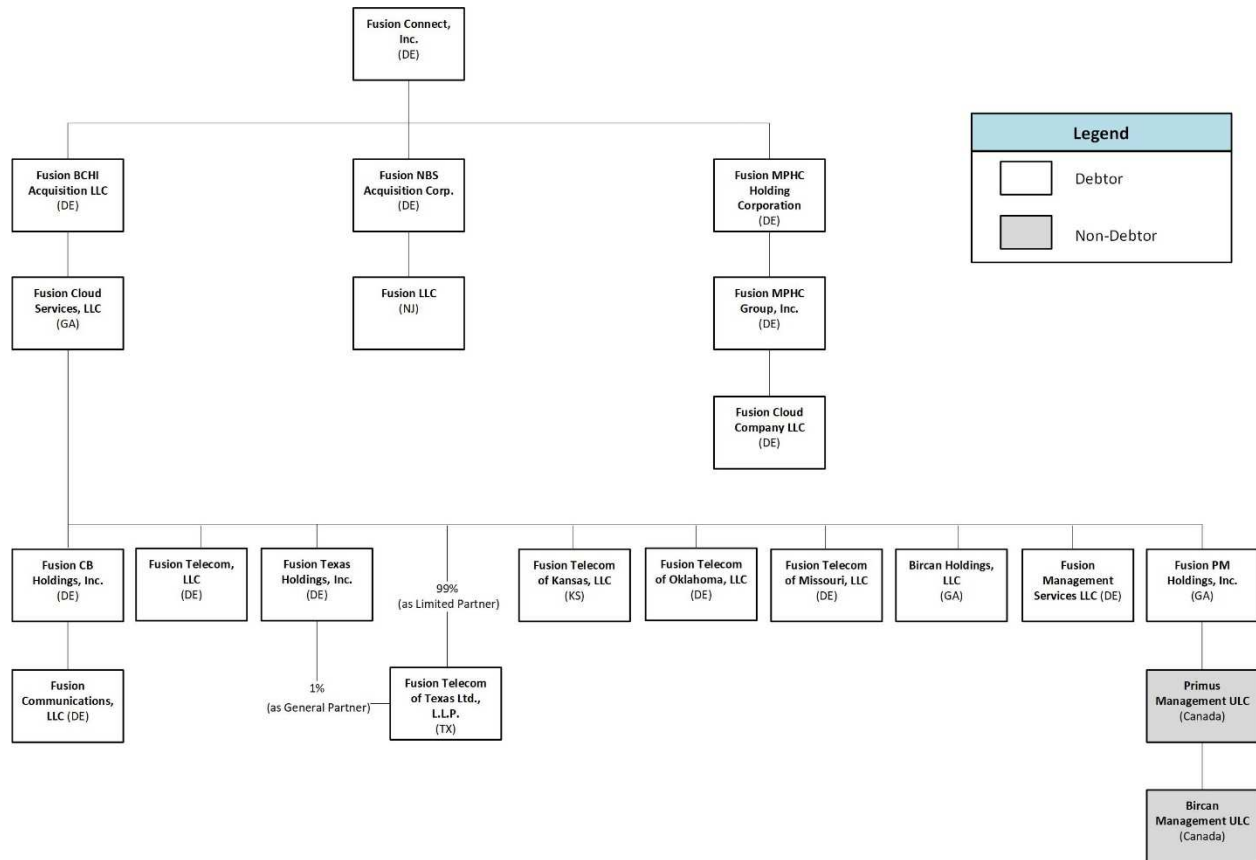 Fusion Connect,
Inc.
(DE)
Legend
Debtor
Non-Debtor
Fusion BCHI
Acquisition LLC
(DE)
Fusion NBS
Acquisition Corp.
(DE)
Fusion MPHC
Holding
Corporation
(DE)
Fusion Cloud
Services, LLC
(GA)
Fusion LLC
(NJ)
Fusion MPHC
Group, Inc.
(DE)
Fusion Cloud
Company LLC
(DE)
Fusion CB
Holdings, Inc.
(DE)
Fusion Telecom,
LLC
(DE)
Fusion Texas
Holdings, Inc.
(DE)
99%
(as Limited Partner)
Fusion Telecom
of Kansas, LLC
(KS)
Fusion Telecom
of Oklahoma, LLC
(DE)
Fusion Telecom
of Missouri, LLC
(DE)
Bircan Holdings,
LLC
(GA)
Fusion
Management
Services LLC (DE)
Fusion PM
Holdings, Inc.
(GA)
Fusion
Communications,
LLC (DE)
1%
(as General Partner)
Fusion Telecom
of Texas Ltd.,
L.L.P.
(TX)
Primus
Management ULC
(Canada)
Bircan
Management ULC
(Canada)